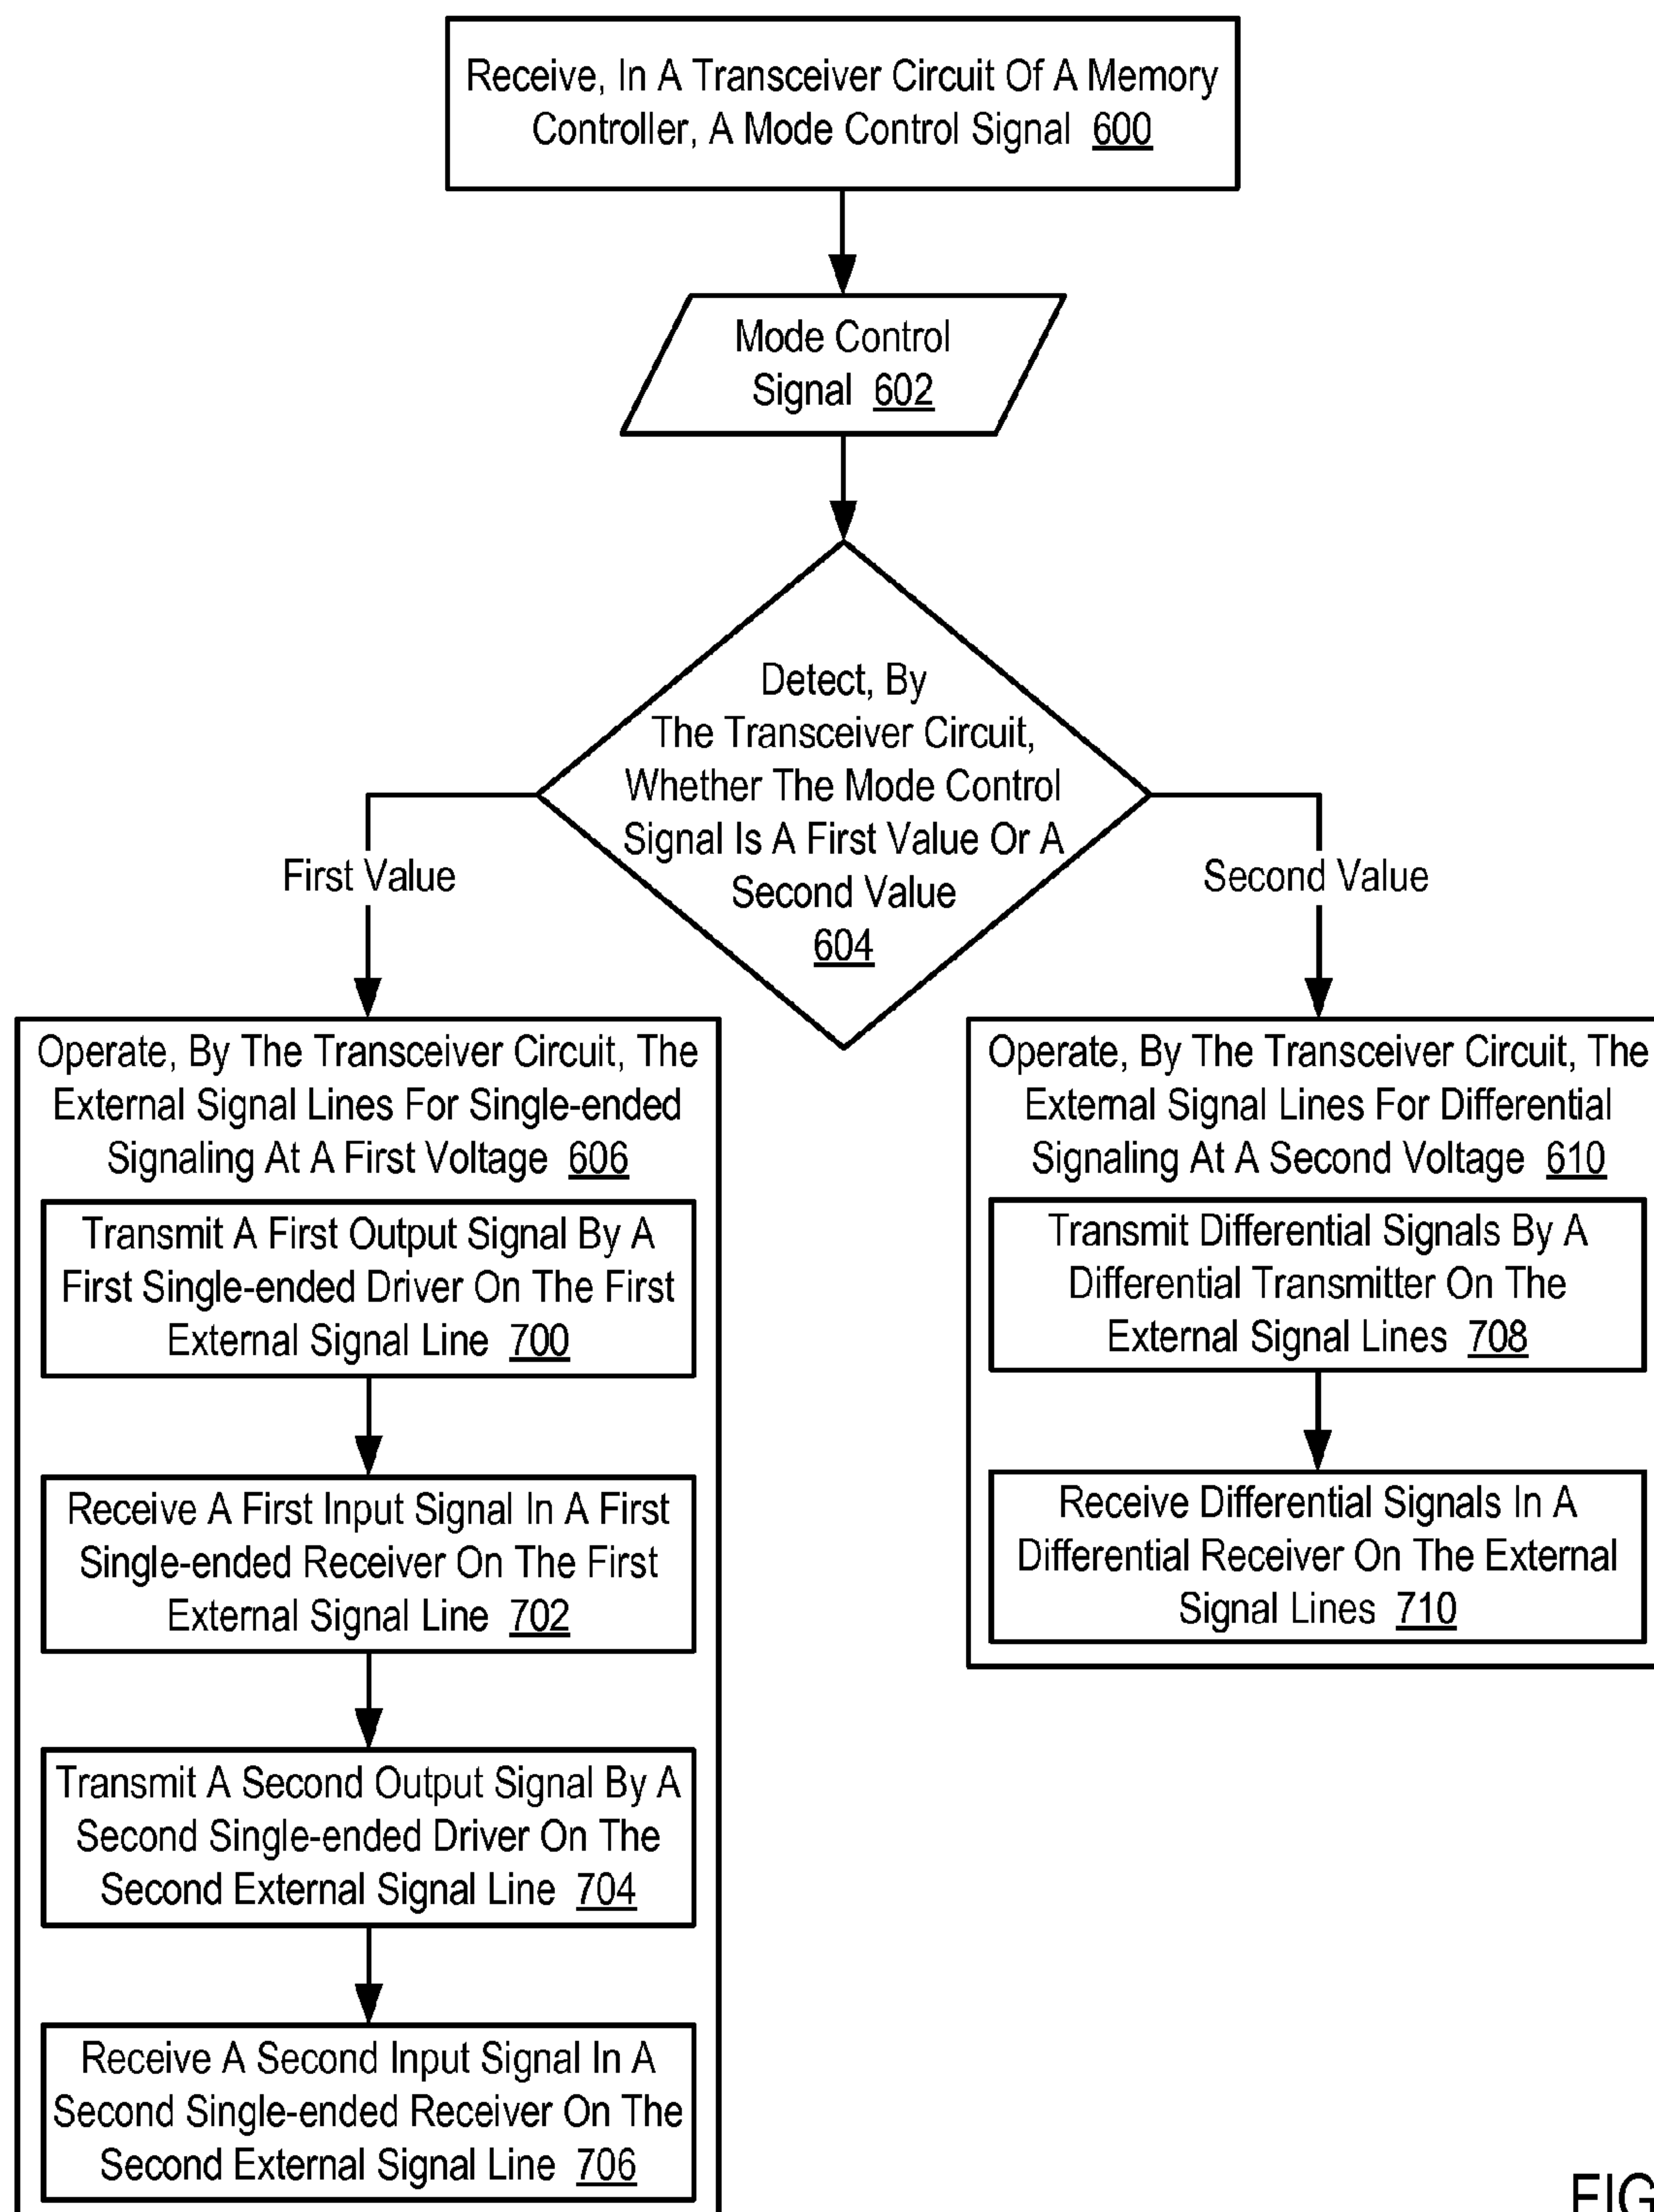 Receive, In A Transceiver Circuit Of A Memory
Controller, A Mode Control Signal 600
Mode Control
Signal 602
Detect, By
The Transceiver Circuit,
Whether The Mode Control
Signal Is A First Value Or A
Second Value
604
First Value
Second Value
Operate, By The Transceiver Circuit, The
External Signal Lines For Single-ended
Signaling At A First Voltage 606
Transmit A First Output Signal By A
First Single-ended Driver On The First
External Signal Line 700
Receive A First Input Signal In A First
Single-ended Receiver On The First
External Signal Line 702
Transmit A Second Output Signal By A
Second Single-ended Driver On The
Second External Signal Line 704
Receive A Second Input Signal In A
Second Single-ended Receiver On The
Second External Signal Line 706
Operate, By The Transceiver Circuit, The
External Signal Lines For Differential
Signaling At A Second Voltage 610
Transmit Differential Signals By A
Differential Transmitter On The
External Signal Lines 708
Receive Differential Signals In A
Differential Receiver On The External
Signal Lines 710
FIG